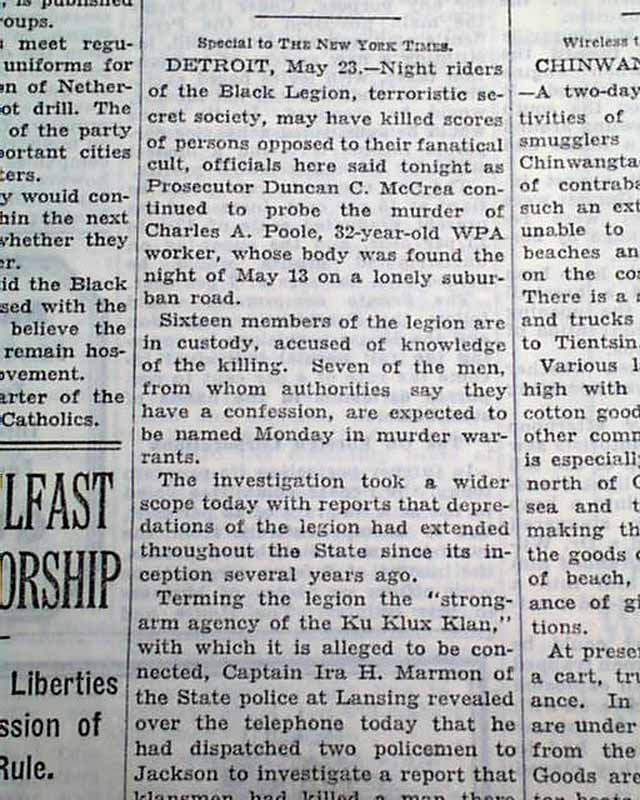 is published
roups.
meet regu-
uniforms for
n of Nether-
ot drill. The
of the party
portant cities
ters.
y would con-
hin the next
whether they
er.
id the Black
sed with the
believe the
remain hos-
ovement.
arter of the
Catholics.
LFAST
ORSHIP
Liberties
ssion of
Rule.
Special to THE NEW YORK TIMES.
DETROIT, May 23.—Night riders
of the Black Legion, terroristic se-
cret society, may have killed scores
of persons opposed to their fanatical
cult, officials here said tonight as
Prosecutor Duncan C. McCrea con-
tinued to probe the murder of
Charles A. Poole, 32-year-old WPA
worker, whose body was found the
night of May 13 on a lonely subur-
ban road.
Sixteen members of the legion are
in custody, accused of knowledge
of the killing. Seven of the men,
from whom authorities say they
have a confession, are expected to
be named Monday in murder war-
rants.
The investigation took a wider
scope today with reports that depre-
dations of the legion had extended
throughout the State since its in-
ception several years ago.
Terming the legion the “strong-
arm agency of the Ku Klux Klan,”
with which it is alleged to be con-
nected, Captain Ira H. Marmon of
the State police at Lansing revealed
over the telephone today that he
had dispatched two policemen to
Jackson to investigate a report that
klansmen had killed a man there
Wireless t
CHINWAN
—A two-day
tivities of
smugglers
Chinwangta
of contraba
such an ext
unable to
beaches an
on the co
There is a s
and trucks
to Tientsin.
Various l
high with
cotton good
other comm
is especially
north of G
sea and t
making th
the goods o
of beach,
ance of gi
tions.
At presen
a cart, tru
ance. In
are under
from the
Goods are